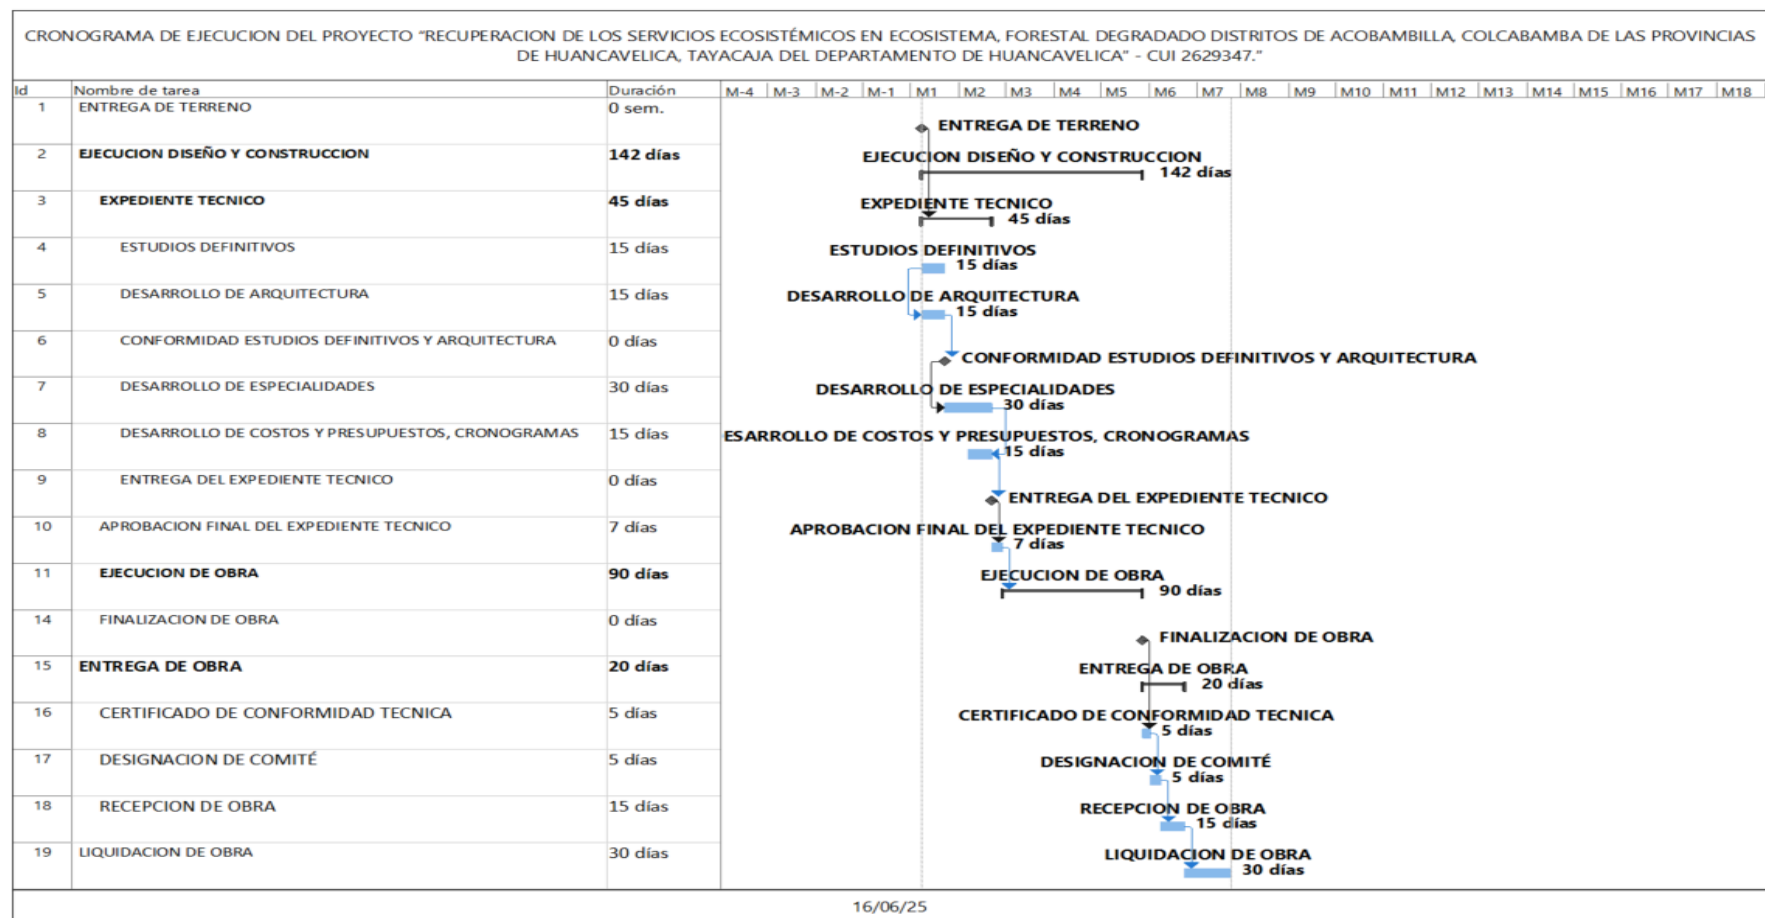 CRONOGRAMA DE EJECUCION DEL PROYECTO "RECUPERACION DE LOS SERVICIOS ECOSISTÉMICOS EN ECOSISTEMA, FORESTAL DEGRADADO DISTRITOS DE ACOBAMBILLA, COLCABAMBA DE LAS PROVINCIAS
DE HUANCAVELICA, TAYACAJA DEL DEPARTAMENTO DE HUANCAVELICA" - CUI 2629347."
Id Nombre de tarea Duración M-4 M-3 M-2 M-1 M1 M2 M3 M4 M5 M6 M7 M8 M9 M10 M11 M12 M13 M14 M15 M16 M17 M18
1 ENTREGA DE TERRENO 0 sem.
ENTREGA DE TERRENO
2 EJECUCION DISEÑO Y CONSTRUCCION 142 días
EJECUCION DISEÑO Y CONSTRUCCION
142 días
3 EXPEDIENTE TECNICO 45 días
EXPEDIENTE TECNICO
45 días
4 ESTUDIOS DEFINITIVOS 15 días
ESTUDIOS DEFINITIVOS
15 días
5 DESARROLLO DE ARQUITECTURA 15 días
DESARROLLO DE ARQUITECTURA
15 días
6 CONFORMIDAD ESTUDIOS DEFINITIVOS Y ARQUITECTURA 0 días
CONFORMIDAD ESTUDIOS DEFINITIVOS Y ARQUITECTURA
7 DESARROLLO DE ESPECIALIDADES 30 días
DESARROLLO DE ESPECIALIDADES
30 días
8 DESARROLLO DE COSTOS Y PRESUPUESTOS, CRONOGRAMAS 15 días
ESARROLLO DE COSTOS Y PRESUPUESTOS, CRONOGRAMAS
15 días
9 ENTREGA DEL EXPEDIENTE TECNICO 0 días
ENTREGA DEL EXPEDIENTE TECNICO
10 APROBACION FINAL DEL EXPEDIENTE TECNICO 7 días
APROBACION FINAL DEL EXPEDIENTE TECNICO
7 días
11 EJECUCION DE OBRA 90 días
EJECUCION DE OBRA
90 días
14 FINALIZACION DE OBRA 0 días
FINALIZACION DE OBRA
15 ENTREGA DE OBRA 20 días
ENTREGA DE OBRA
20 días
16 CERTIFICADO DE CONFORMIDAD TECNICA 5 días
CERTIFICADO DE CONFORMIDAD TECNICA
5 días
17 DESIGNACION DE COMITÉ 5 días
DESIGNACION DE COMITÉ
5 días
18 RECEPCION DE OBRA 15 días
RECEPCION DE OBRA
15 días
19 LIQUIDACION DE OBRA 30 días
LIQUIDACION DE OBRA
30 días
16/06/25